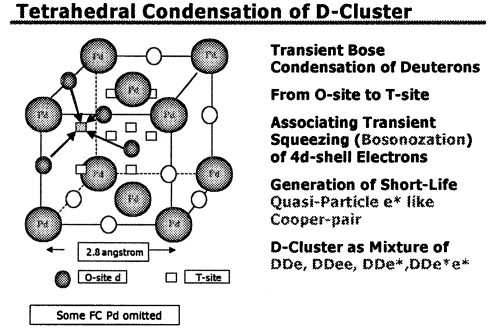 Tetrahedral Condensation of D-Cluster
Transient Bose
Condensation of Deuterons
From O-site to T-site
Associating Transient
Squeezing (Bosonozation)
of 4d-shell Electrons
Generation of Short-Life
Quasi-Particle e* like
Cooper-pair
D-Cluster as Mixture of
DDe, DDee, DDe*,DDe*e*
Pd
Pd
Pd
Pd
Pd
Pd
Pd
Pd
Pd
Pd
2.8angstrom
O-site d
T-site
Some FC Pd omitted